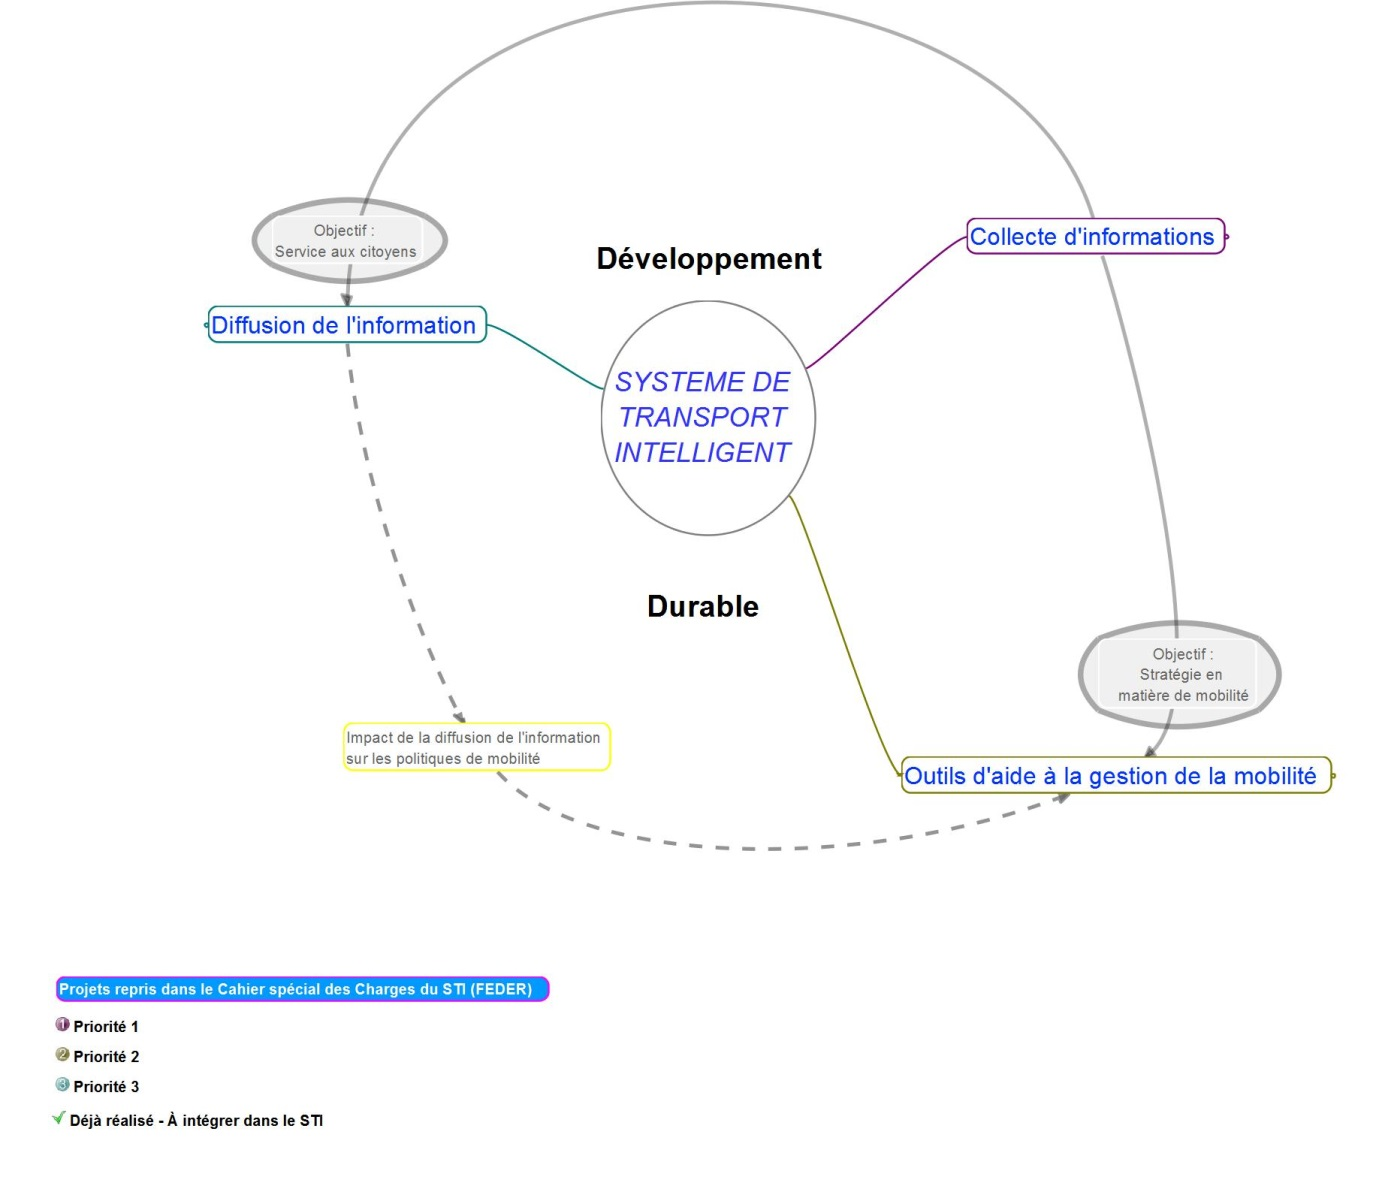 Objectif :
Service aux citoyens
Collecte d'informations
Développement
Diffusion de l'information
SYSTEME DE
TRANSPORT
INTELLIGENT
Durable
Objectif :
Stratégie en
matière de mobilité
Impact de la diffusion de l'information
sur les politiques de mobilité
Outils d'aide à la gestion de la mobilité
Projets repris dans le Cahier spécial des Charges du STI (FEDER)
1 Priorité 1
2 Priorité 2
3 Priorité 3
Déjà réalisé - À intégrer dans le STI